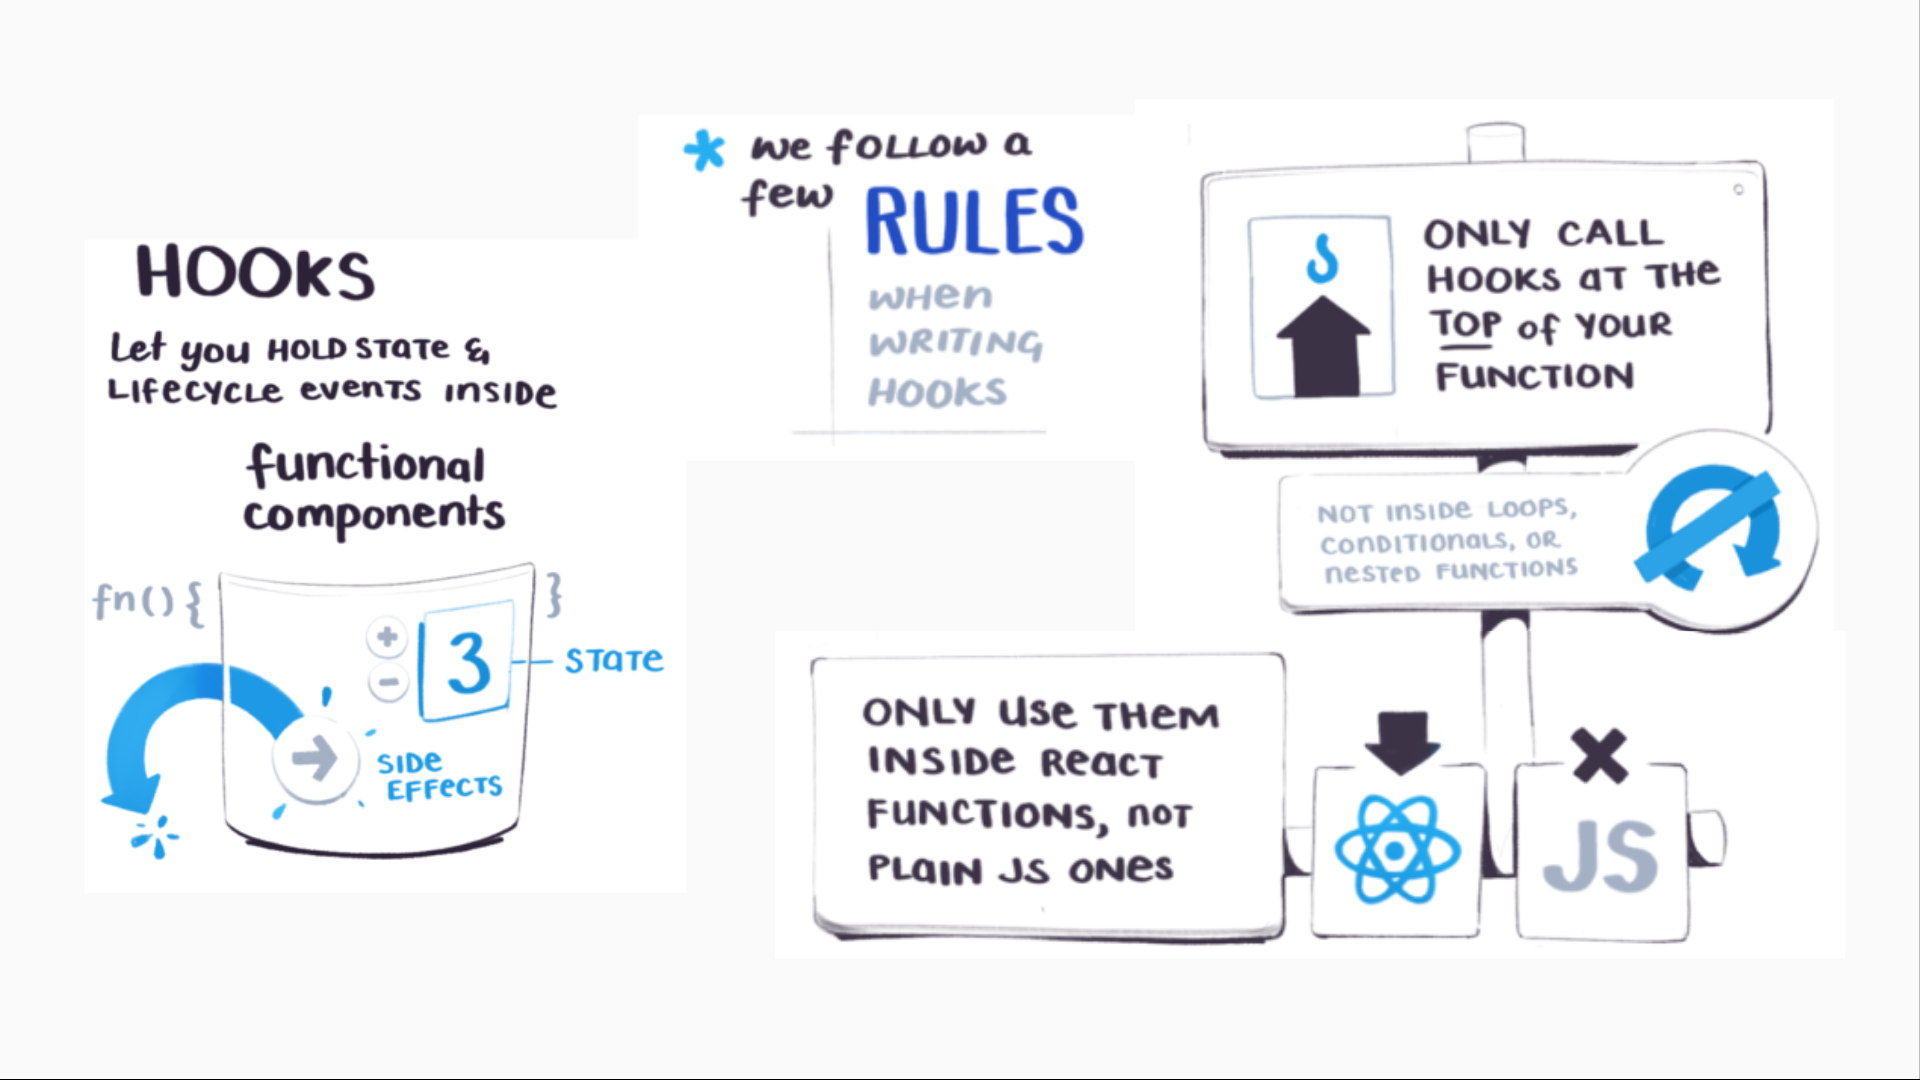 HOOKS
Let you HOLD STATE &
LIFECYCLE EVENTS INSIDE
functional
components
fn() {
}
+
3
-
STATE
SIDE
EFFECTS
* we follow a
few
RULES
when
WRITING
HOOKS
ONLY CALL
HOOKS AT THE
TOP of YOUR
FUNCTION
NOT INSIDE LOOPS,
CONDITIONALS, OR
NESTED FUNCTIONS
ONLY USE THEM
INSIDE REACT
FUNCTIONS, NOT
PLAIN JS ONES
JS